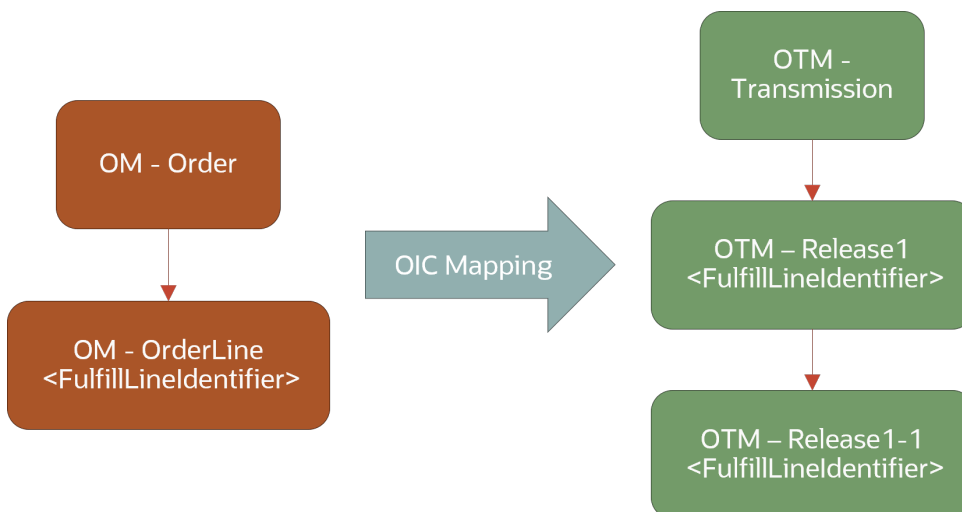 OM - Order
OM - OrderLine
<FulfillLineIdentifier>
OIC Mapping
OTM -
Transmission
OTM – Release1
<FulfillLineIdentifier>
OTM – Release1-1
<FulfillLineIdentifier>